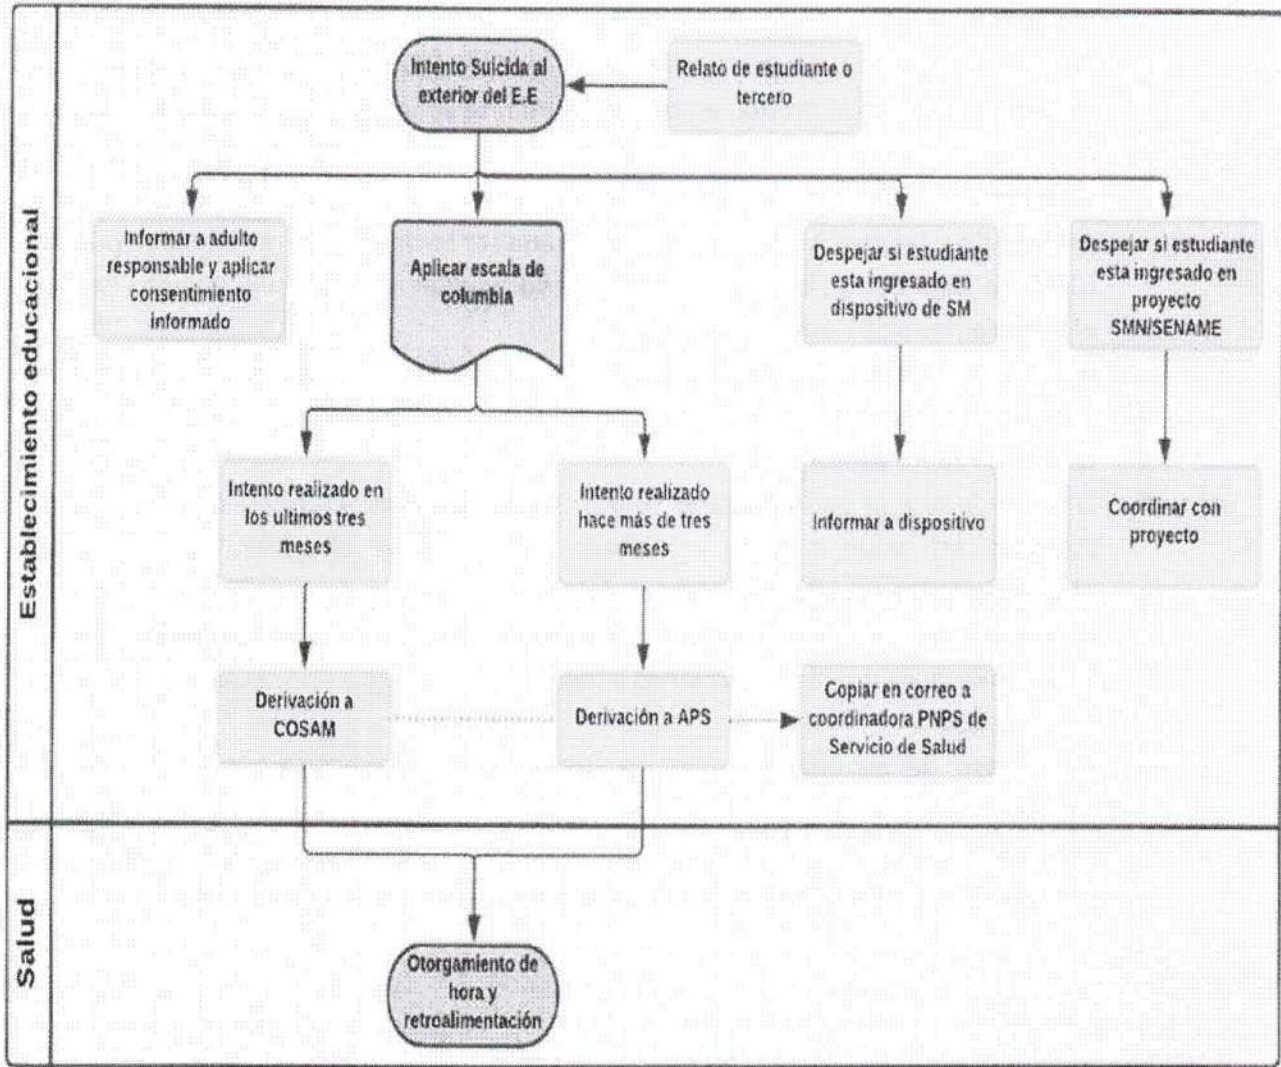 Establecimiento educacional
Intento Suicida al
exterior del E.E
Relato de estudiante o
tercero
Informar a adulto
responsable y aplicar
consentimiento
informado
Aplicar escala de
columbia
Despejar si estudiante
esta ingresado en
dispositivo de SM
Despejar si estudiante
esta ingresado en
proyecto
SMN/SENAME
Intento realizado en
los ultimos tres
meses
Intento realizado
hace más de tres
meses
Informar a dispositivo
Coordinar con
proyecto
Derivación a
COSAM
Derivación a APS
Copiar en correo a
coordinadora PNPS de
Servicio de Salud
Salud
Otorgamiento de
hora y
retroalimentación